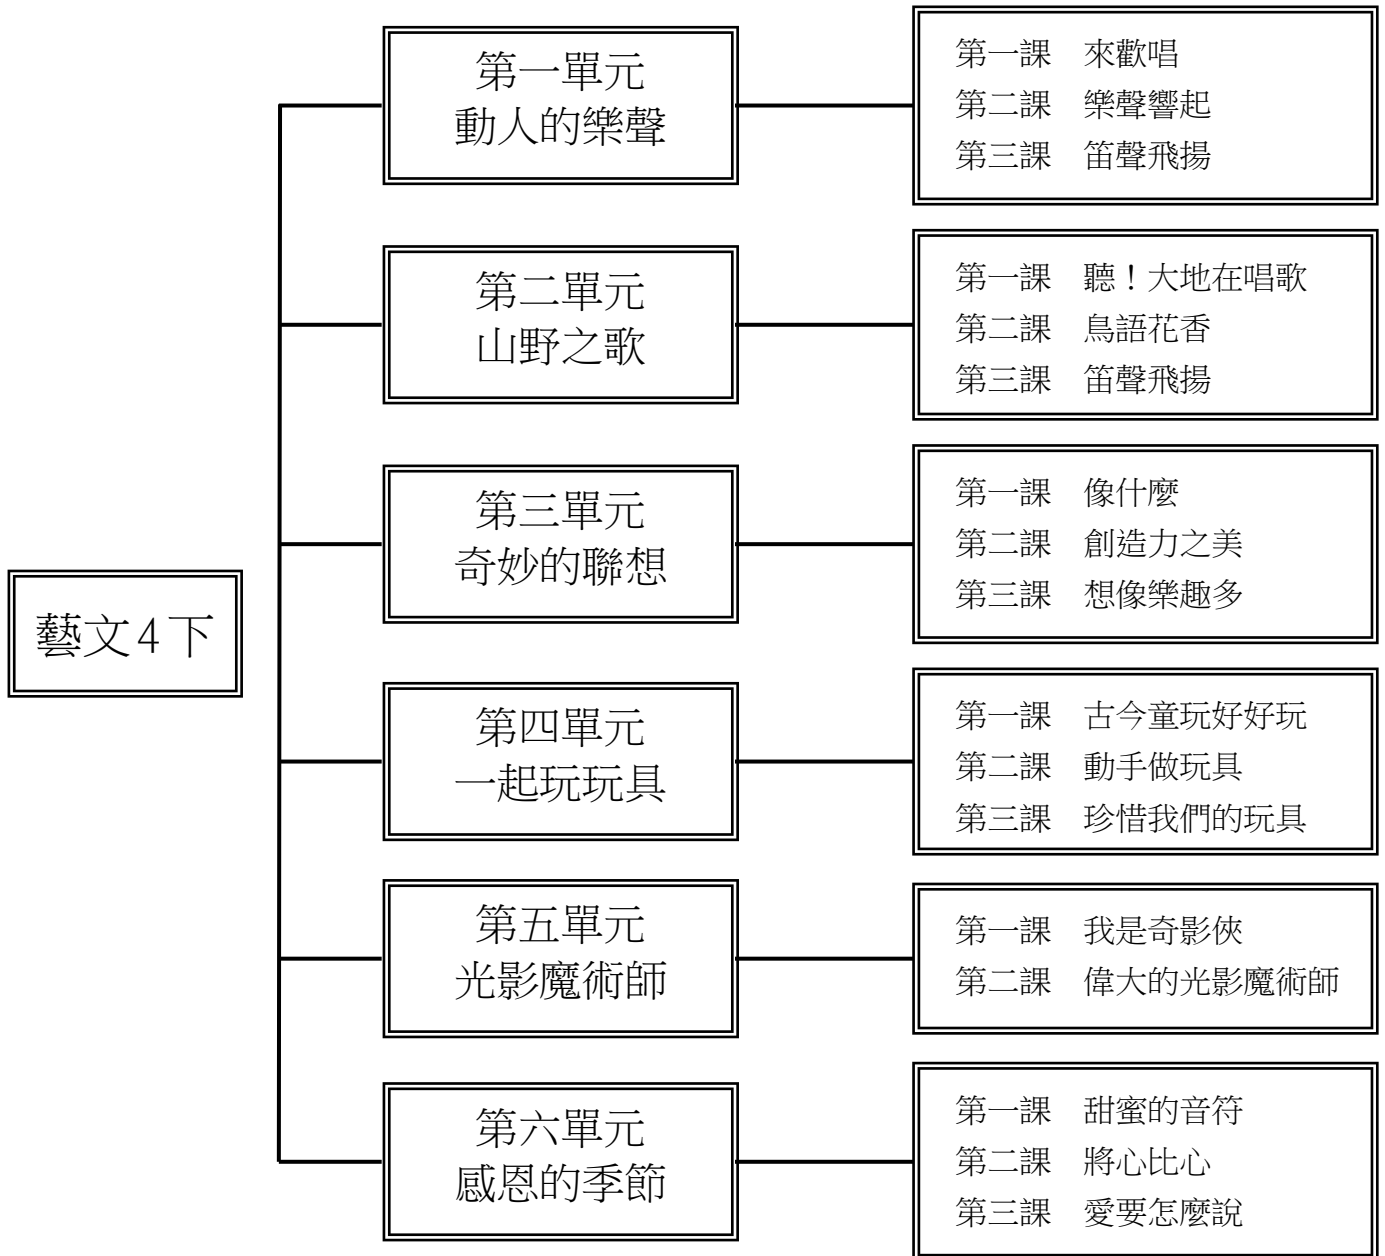 藝文4下
第一單元
動人的樂聲
第一課　來歡唱
第二課　樂聲響起
第三課　笛聲飛揚
第二單元
山野之歌
第一課　聽！大地在唱歌
第二課　鳥語花香
第三課　笛聲飛揚
第三單元
奇妙的聯想
第一課　像什麼
第二課　創造力之美
第三課　想像樂趣多
第四單元
一起玩玩具
第一課　古今童玩好好玩
第二課　動手做玩具
第三課　珍惜我們的玩具
第五單元
光影魔術師
第一課　我是奇影俠
第二課　偉大的光影魔術師
第六單元
感恩的季節
第一課　甜蜜的音符
第二課　將心比心
第三課　愛要怎麼說